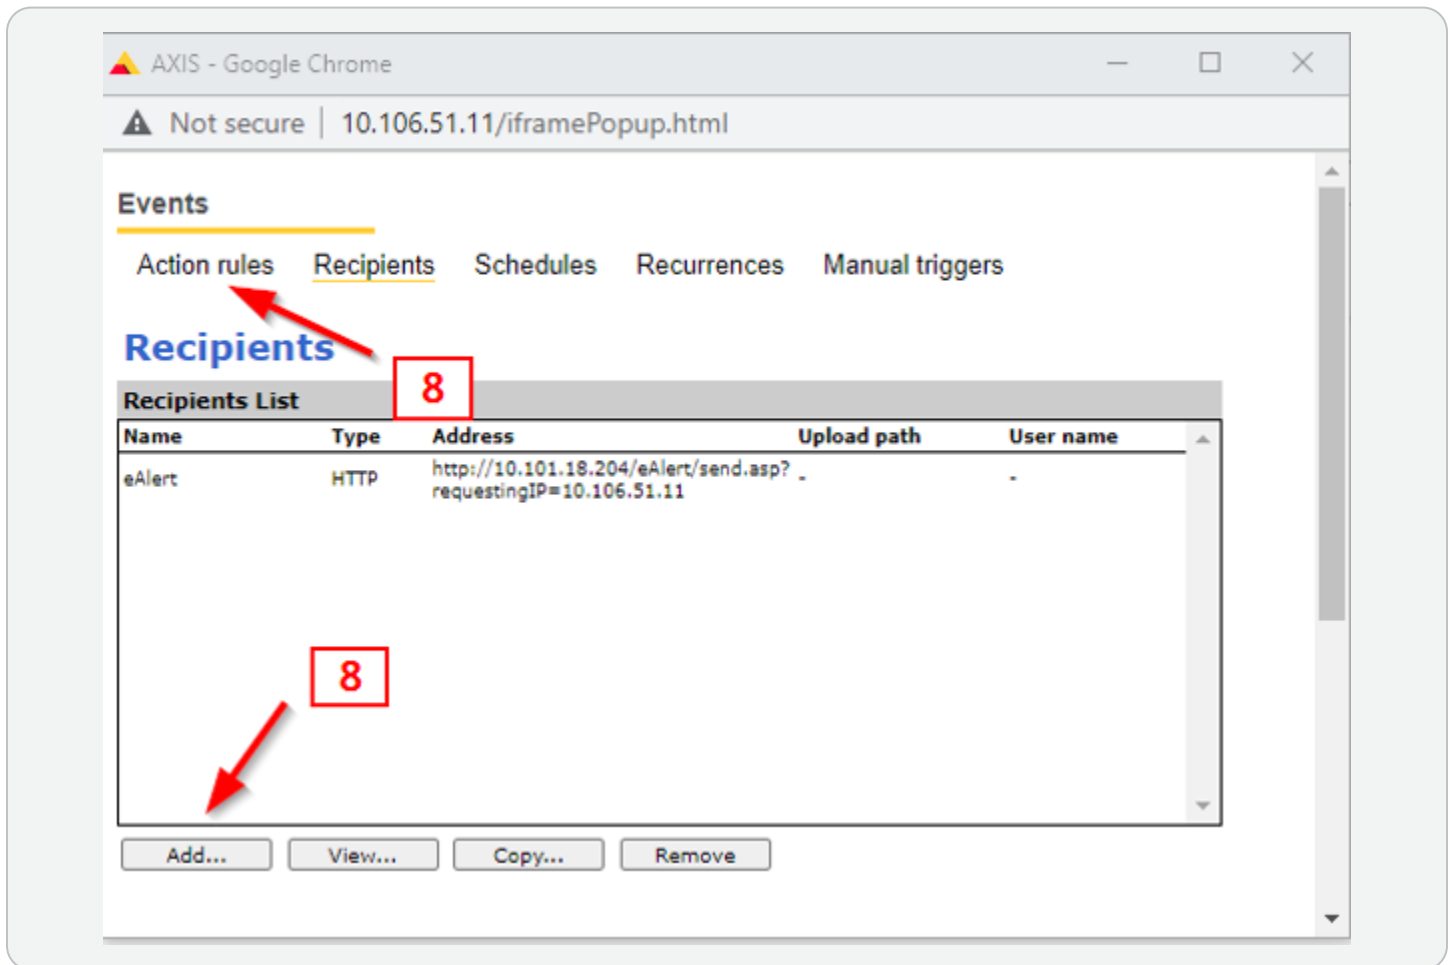 AXIS - Google Chrome
Not secure | 10.106.51.11/iframePopup.html
Events
Action rules Recipients Schedules Recurrences Manual triggers
Recipients
8
Recipients List
Name Type Address Upload path User name
eAlert HTTP http://10.101.18.204/eAlert/send.asp? - -
requestingIP=10.106.51.11
8
Add... View... Copy... Remove